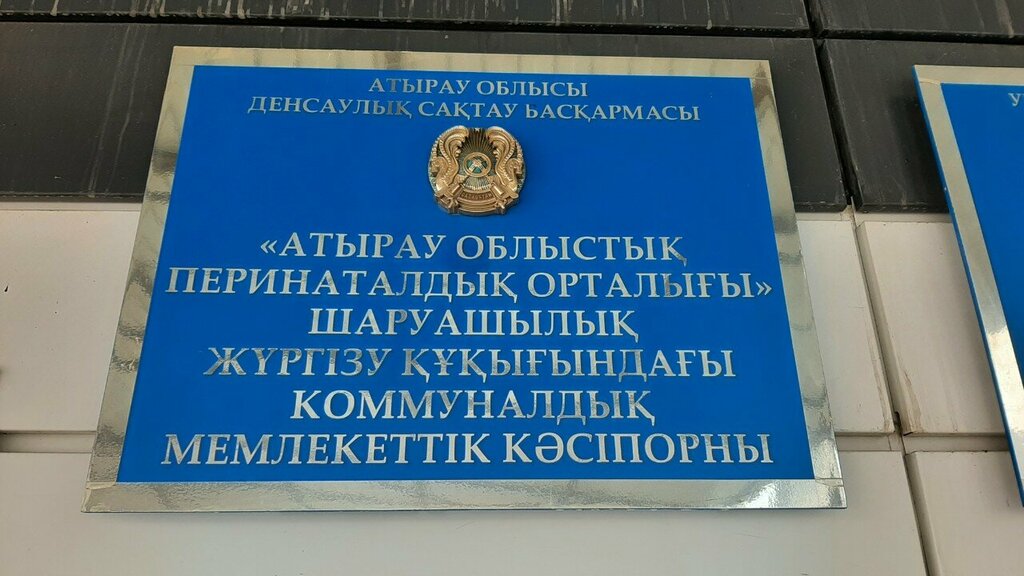 АТЫРАУ ОБЛЫСЫ
ДЕНСАУЛЫҚ САҚТАУ БАСҚАРМАСЫ
«АТЫРАУ ОБЛЫСТЫҚ
ПЕРИНАТАЛДЫҚ ОРТАЛЫҒЫ»
ШАРУАШЫЛЫҚ
ЖҮРГІЗУ ҚҰҚЫҒЫНДАҒЫ
КОММУНАЛДЫҚ
МЕМЛЕКЕТТІК КӘСІПОРНЫ